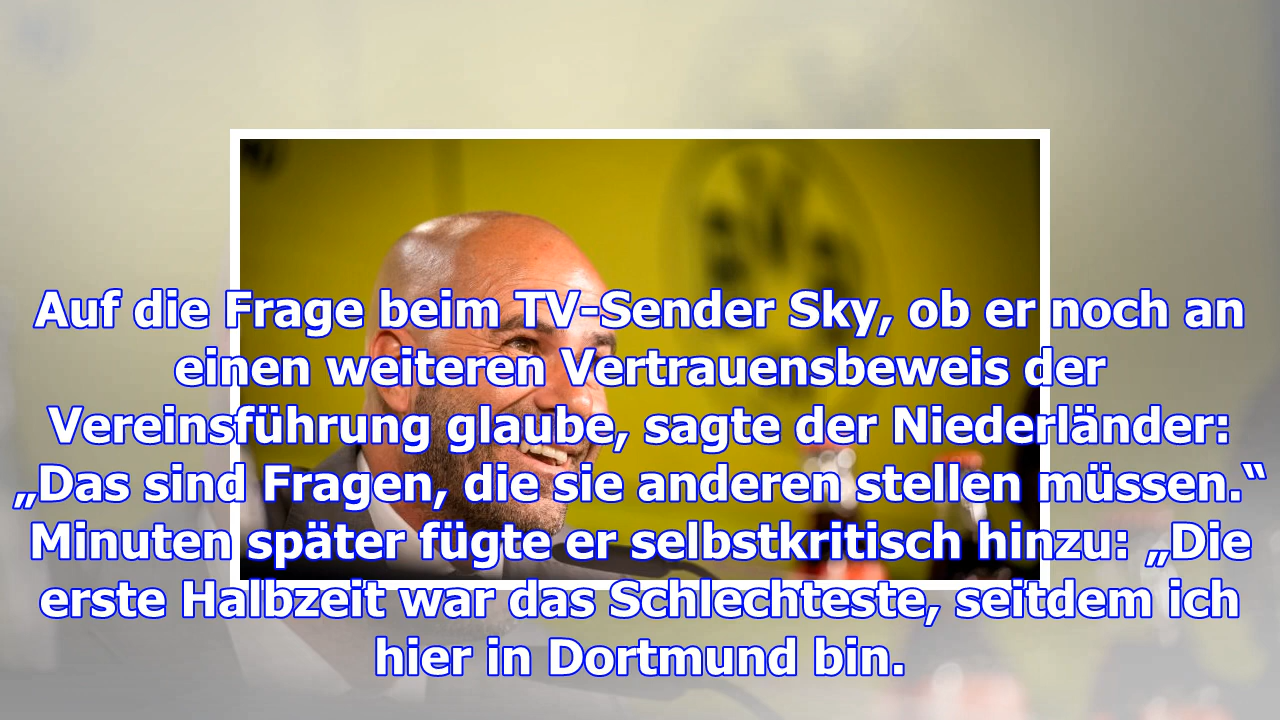 Auf die Frage beim TV-Sender Sky, ob er noch an
einen weiteren Vertrauensbeweis der
Vereinsführung glaube, sagte der Niederländer:
„Das sind Fragen, die sie anderen stellen müssen.“
Minuten später fügte er selbstkritisch hinzu: „Die
erste Halbzeit war das Schlechteste, seitdem ich
hier in Dortmund bin.